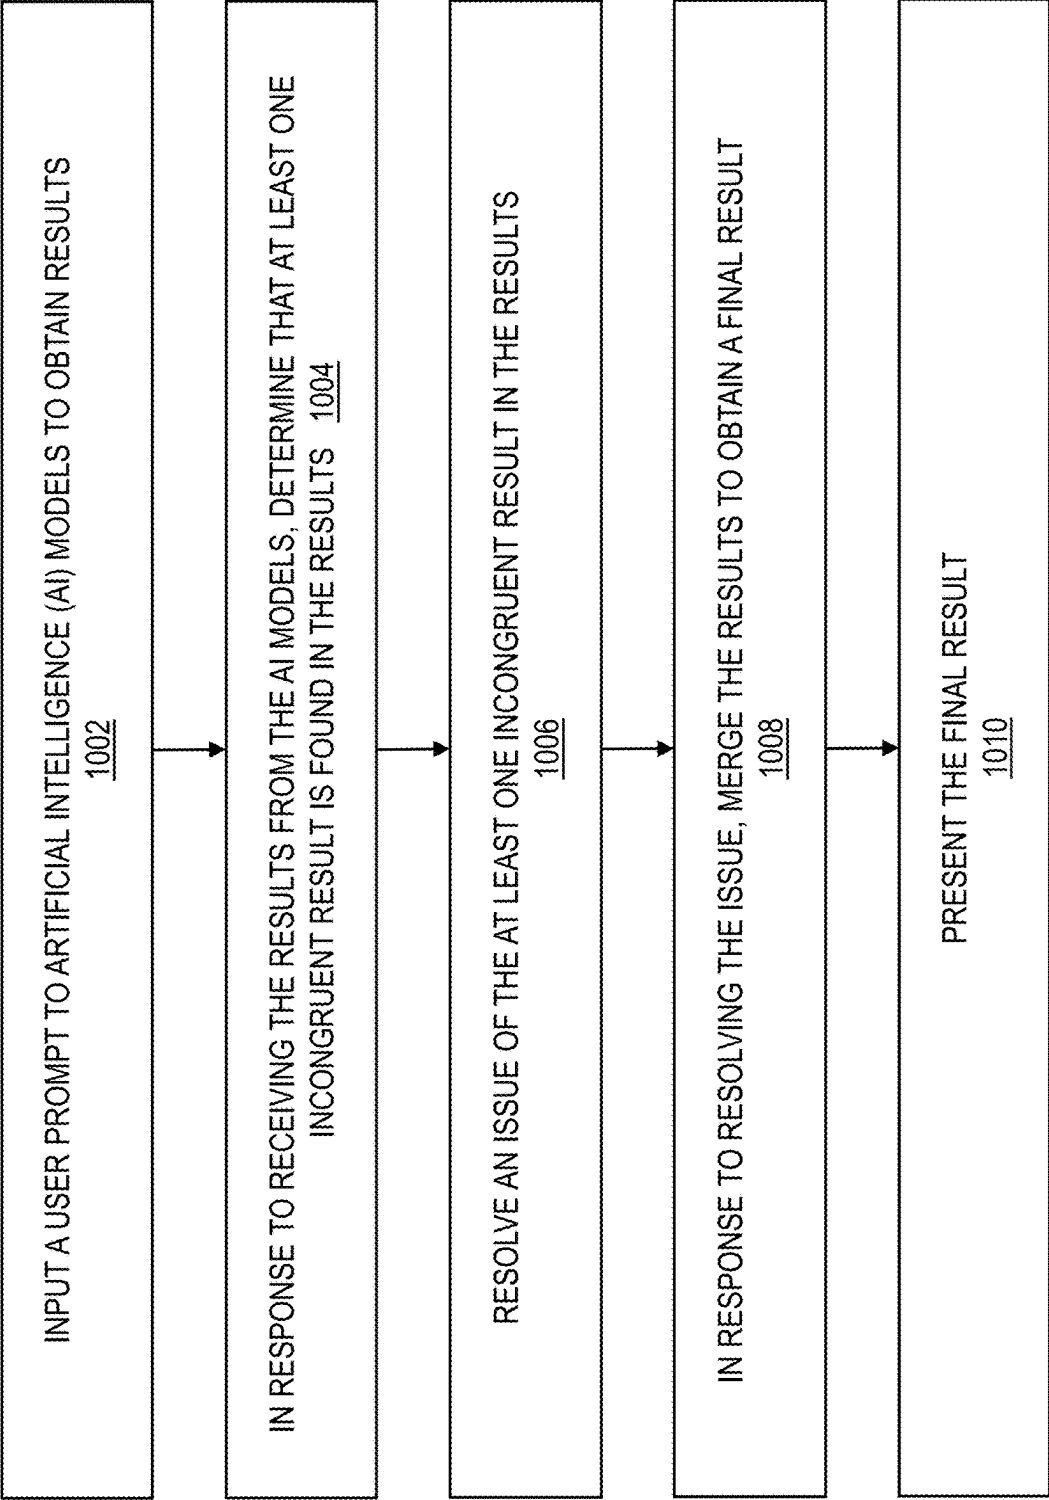 INPUT A USER PROMPT TO ARTIFICIAL INTELLIGENCE (AI) MODELS TO OBTAIN RESULTS
1002
IN RESPONSE TO RECEIVING THE RESULTS FROM THE AI MODELS, DETERMINE THAT AT LEAST ONE
INCONGRUENT RESULT IS FOUND IN THE RESULTS 1004
RESOLVE AN ISSUE OF THE AT LEAST ONE INCONGRUENT RESULT IN THE RESULTS
1006
IN RESPONSE TO RESOLVING THE ISSUE, MERGE THE RESULTS TO OBTAIN A FINAL RESULT
1008
PRESENT THE FINAL RESULT
1010